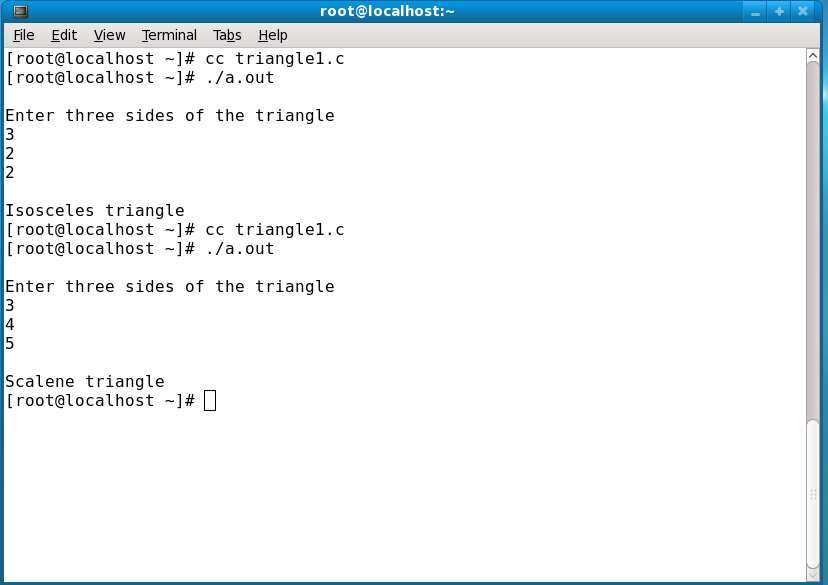 root@localhost:~
File Edit View Terminal Tabs Help
[root@localhost ~]# cc triangle1.c
[root@localhost ~]# ./a.out
Enter three sides of the triangle
3
2
2
Isosceles triangle
[root@localhost ~]# cc triangle1.c
[root@localhost ~]# ./a.out
Enter three sides of the triangle
3
4
5
Scalene triangle
[root@localhost ~]#